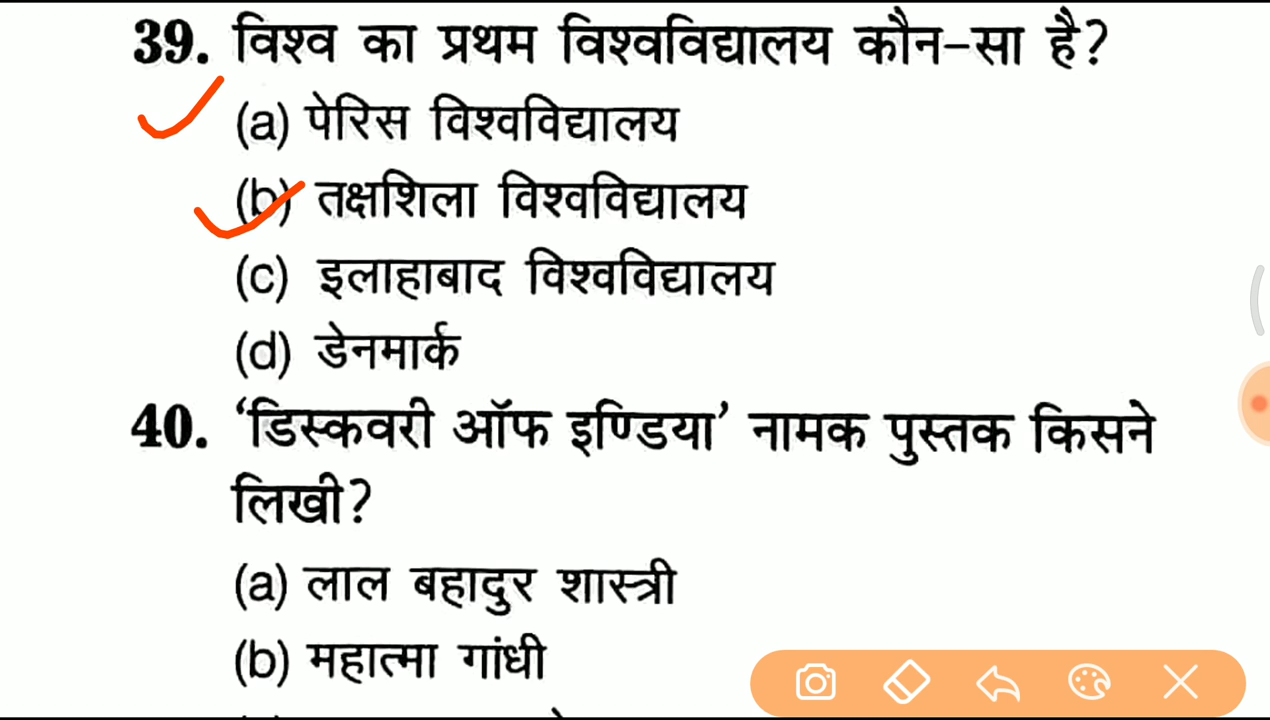 39. विश्व का प्रथम विश्वविद्यालय कौन-सा है?
(a) पेरिस विश्वविद्यालय
(b) तक्षशिला विश्वविद्यालय
(c) इलाहाबाद विश्वविद्यालय
(d) डेनमार्क
40. ‘डिस्कवरी ऑफ इण्डिया’ नामक पुस्तक किसने
लिखी?
(a) लाल बहादुर शास्त्री
(b) महात्मा गांधी